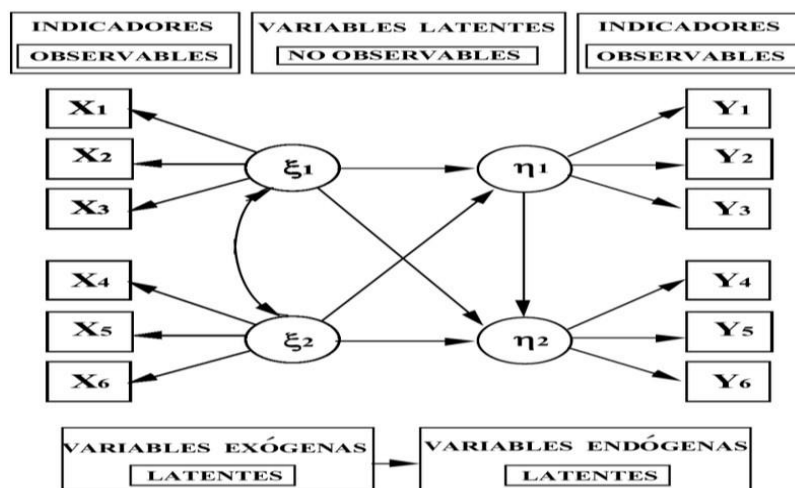 INDICADORES
OBSERVABLES
VARIABLES LATENTES
NO OBSERVABLES
INDICADORES
OBSERVABLES
X1
X2
X3
ξ1
η1
Y1
Y2
Y3
X4
X5
X6
ξ2
η2
Y4
Y5
Y6
VARIABLES EXÓGENAS
LATENTES
VARIABLES ENDÓGENAS
LATENTES